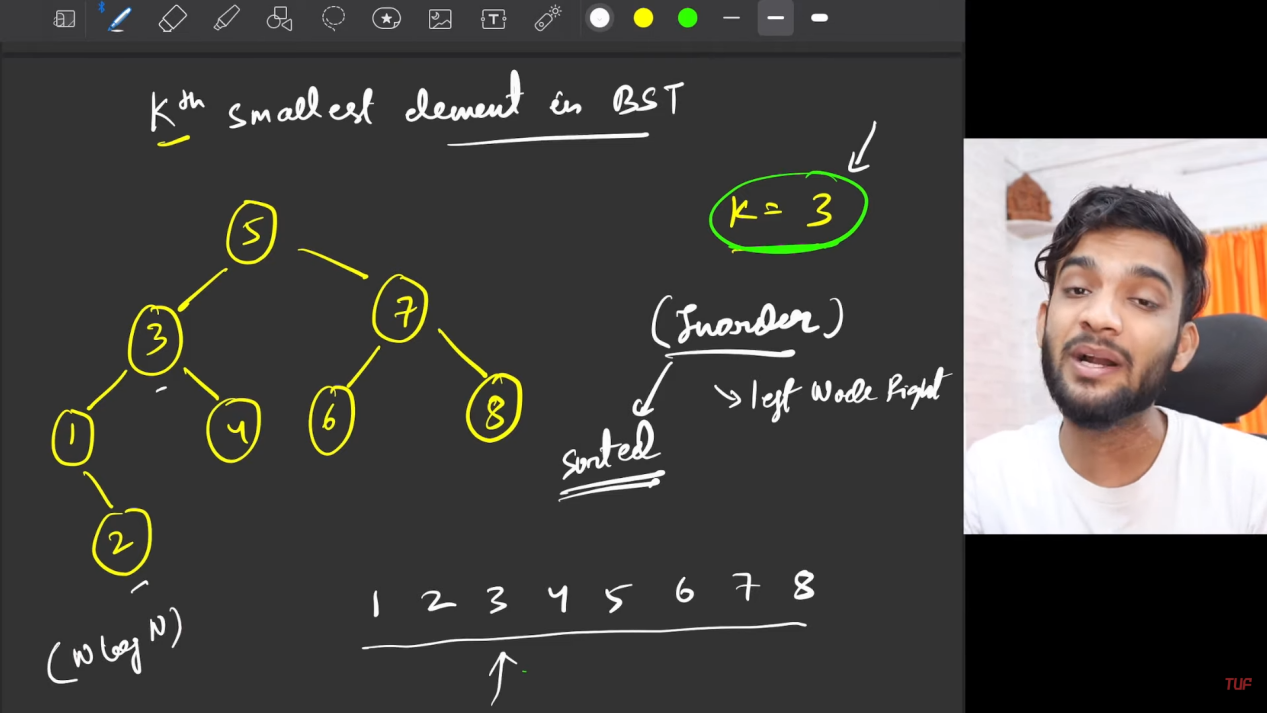 Kth smallest element in BST
K = 3
5
3
7
1
4
6
8
2
(Inorder)
left Node Right
sorted
1 2 3 4 5 6 7 8
(N log N)
TUF
T